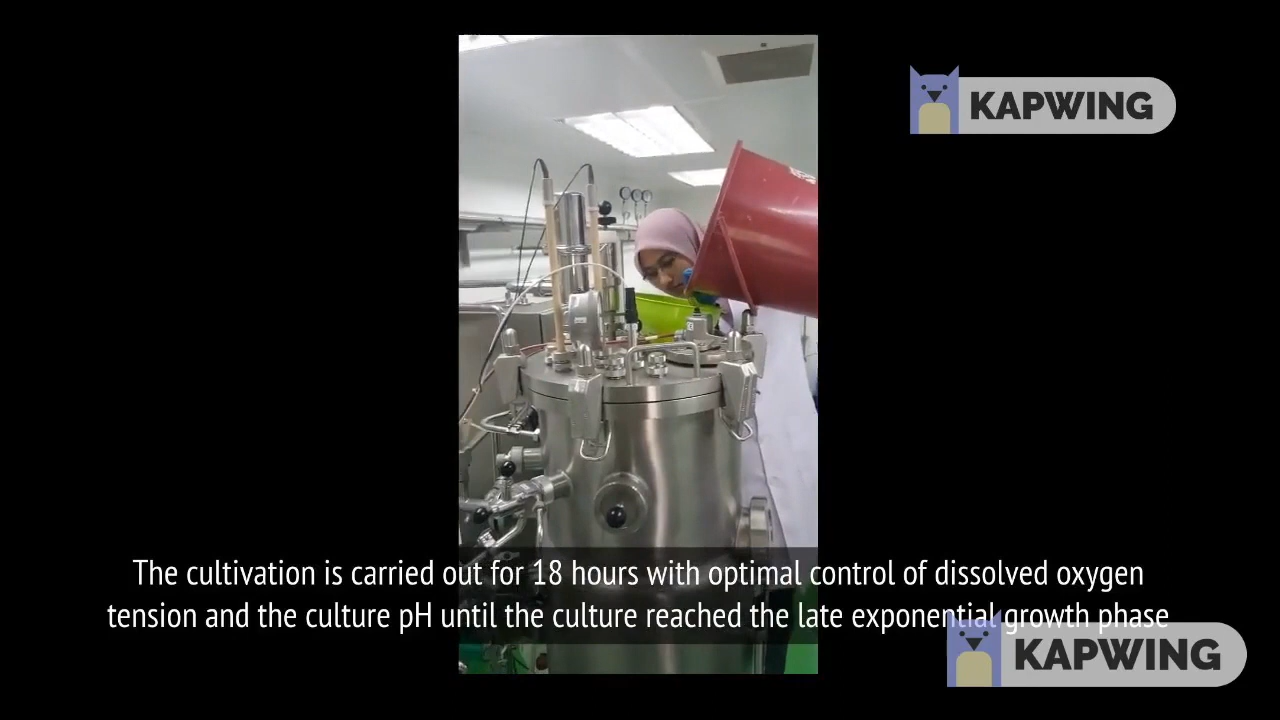 KAPWING
The cultivation is carried out for 18 hours with optimal control of dissolved oxygen
tension and the culture pH until the culture reached the late exponential growth phase
KAPWING